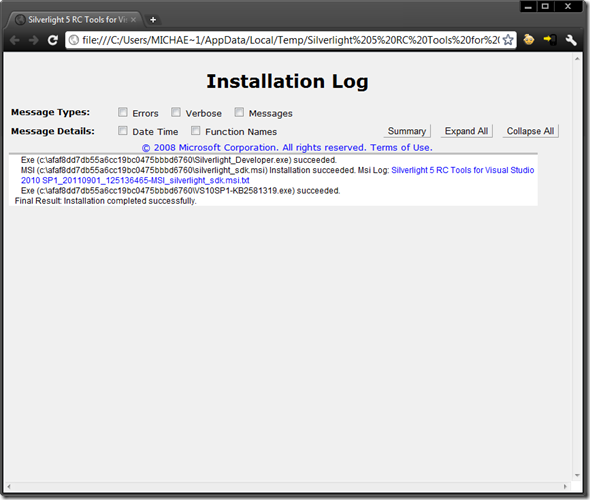 Silverlight 5 RC Tools for Vis
file:///C:/Users/MICHAE~1/AppData/Local/Temp/Silverlight%205%20RC%20Tools%20for%20
Installation Log
Message Types: Errors Verbose Messages
Message Details: Date Time Function Names Summary Expand All Collapse All
© 2008 Microsoft Corporation. All rights reserved. Terms of Use.
Exe (c:\afaf8dd7db55a6cc19bc0475bbbd6760\Silverlight_Developer.exe) succeeded.
MSI (c:\afaf8dd7db55a6cc19bc0475bbbd6760\silverlight_sdk.msi) Installation succeeded. Msi Log: Silverlight 5 RC Tools for Visual Studio
2010 SP1_20110901_125136465-MSI_silverlight_sdk.msi.txt
Exe (c:\afaf8dd7db55a6cc19bc0475bbbd6760\VS10SP1-KB2581319.exe) succeeded.
Final Result: Installation completed successfully.